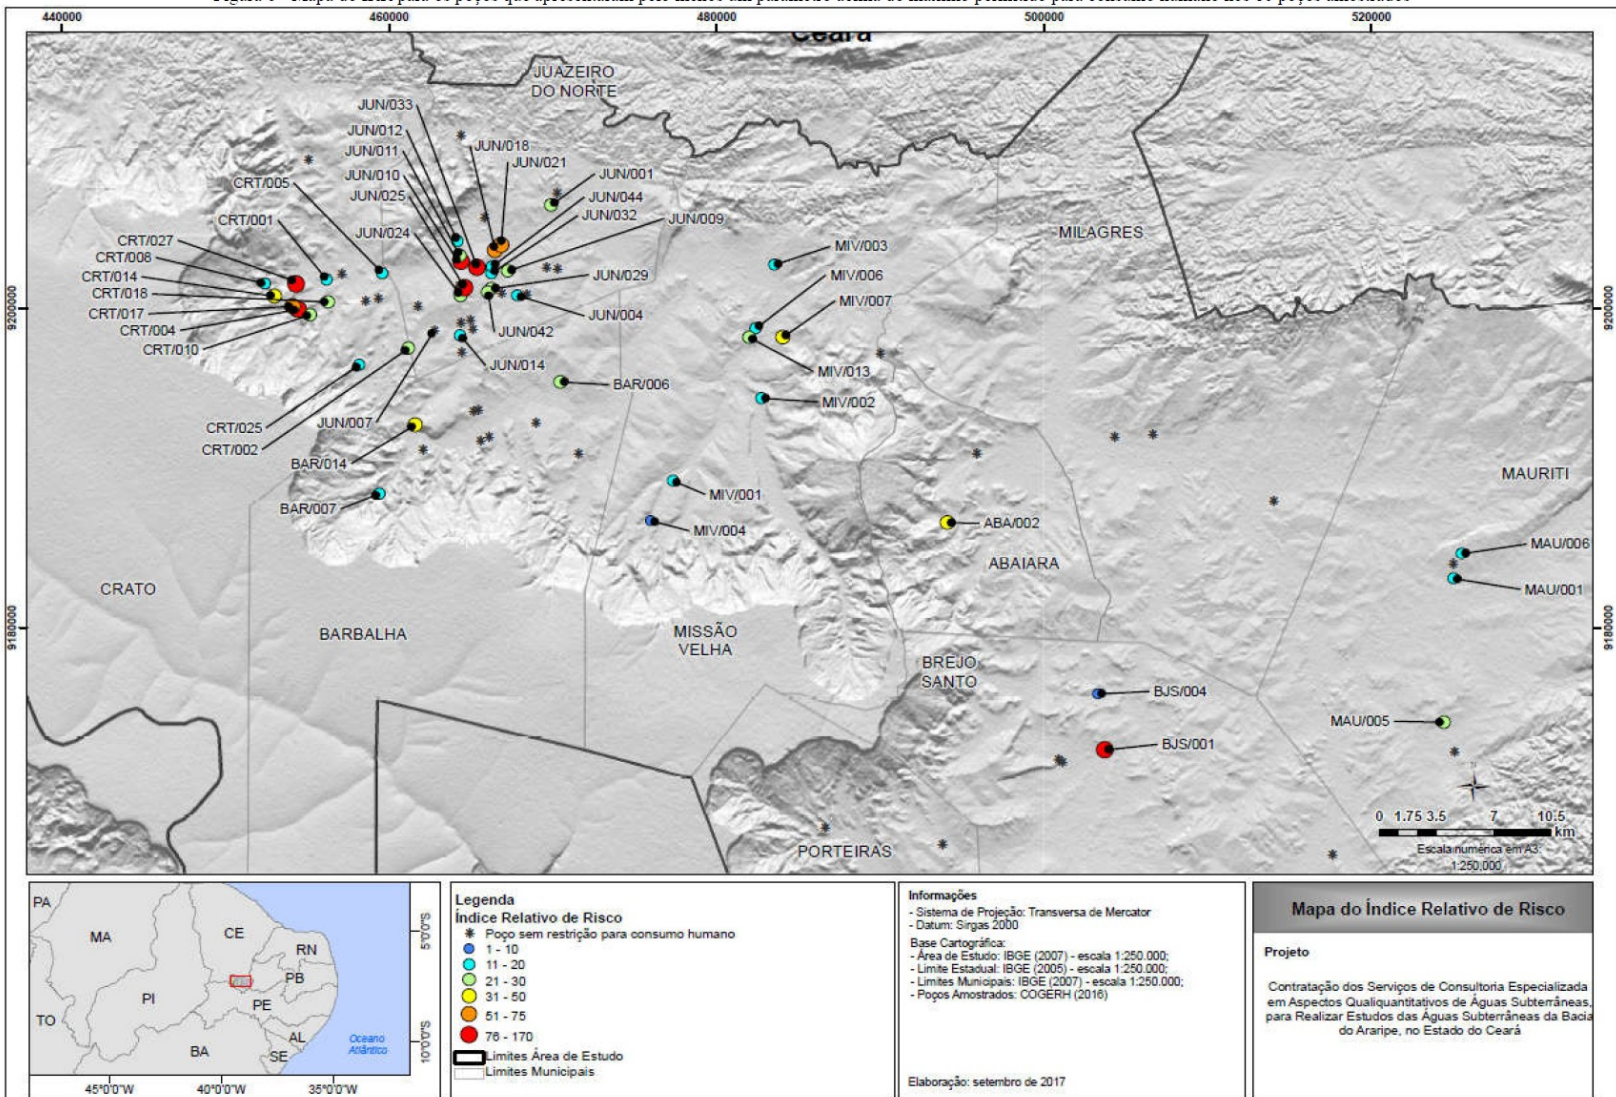 440000
460000
480000
500000
520000
Ceará
JUAZEIRO
DO NORTE
JUN/033
JUN/012
JUN/018
JUN/011
JUN/021
JUN/010
JUN/001
CRT/005
JUN/025
JUN/044
JUN/032
JUN/009
CRT/001
JUN/024
MILAGRES
CRT/027
MIV/003
CRT/008
CRT/014
JUN/029
MIV/006
CRT/018
MIV/007
CRT/017
JUN/004
CRT/004
JUN/042
CRT/010
JUN/014
MIV/013
BAR/006
MIV/002
CRT/025
JUN/007
CRT/002
BAR/014
MAURITI
MIV/001
BAR/007
MIV/004
ABA/002
MAU/006
ABAIARA
CRATO
MAU/001
BARBALHA
MISSÃO
VELHA
BREJO
SANTO
BJS/004
MAU/005
BJS/001
PORTEIRAS
9200000
9200000
9180000
9180000
0 1.75 3.5 7 10.5
km
Escala numérica em A3:
1:250.000
PA
MA
CE
RN
PB
PI
PE
TO
AL
BA
SE
Oceano
Atlântico
5°0'0"S
10°0'0"S
45°0'0"W
40°0'0"W
35°0'0"W
Legenda
Índice Relativo de Risco
Poço sem restrição para consumo humano
1 - 10
11 - 20
21 - 30
31 - 50
51 - 75
76 - 170
Limites Área de Estudo
Limites Municipais
Informações
- Sistema de Projeção: Transversa de Mercator
- Datum: Sirgas 2000
Base Cartográfica:
- Área de Estudo: IBGE (2007) - escala 1:250.000;
- Limite Estadual: IBGE (2005) - escala 1:250.000;
- Limites Municipais: IBGE (2007) - escala 1:250.000;
- Poços Amostrados: COGERH (2016)
Elaboração: setembro de 2017
Mapa do Índice Relativo de Risco
Projeto
Contratação dos Serviços de Consultoria Especializada
em Aspectos Qualiquantitativos de Águas Subterrâneas,
para Realizar Estudos das Águas Subterrâneas da Bacia
do Araripe, no Estado do Ceará